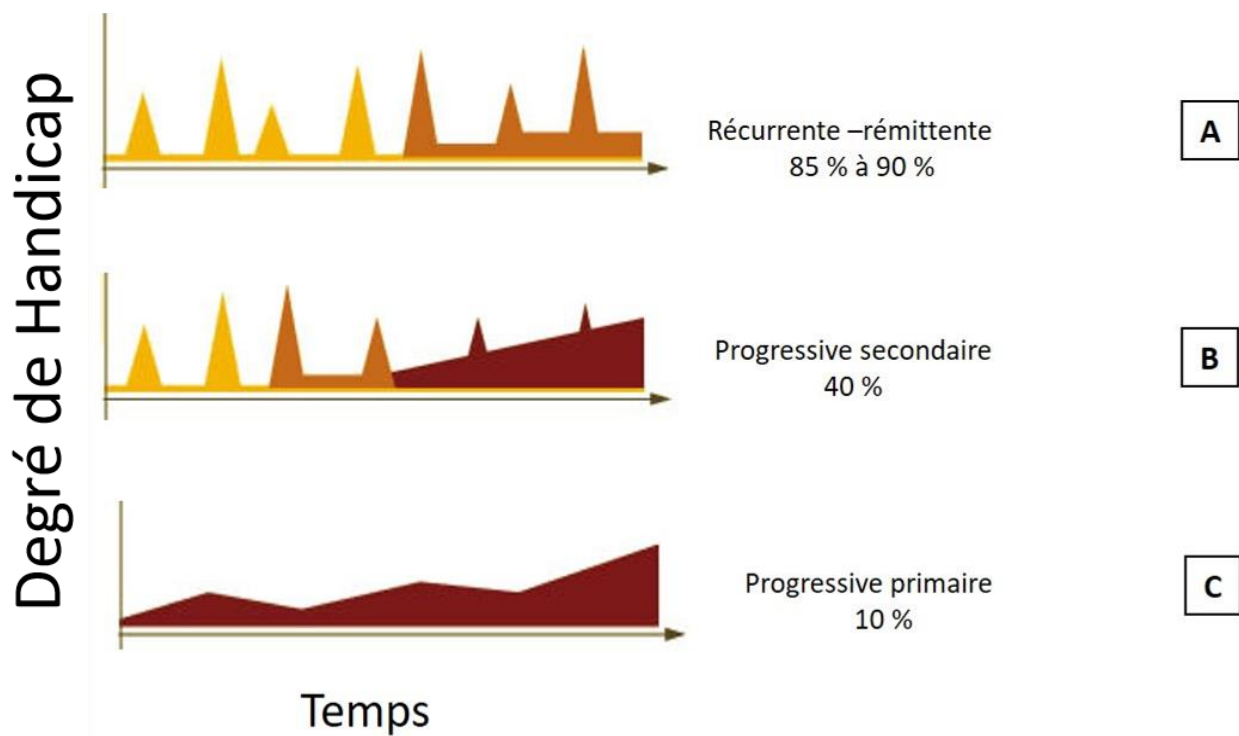 Degré de Handicap
Récurrente –rémittente
85 % à 90 %
A
Progressive secondaire
40 %
B
Progressive primaire
10 %
C
Temps